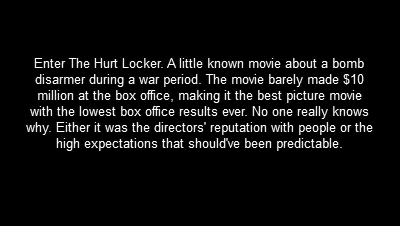 Enter The Hurt Locker. A little known movie about a bomb
disarmer during a war period. The movie barely made $10
million at the box office, making it the best picture movie
with the lowest box office results ever. No one really knows
why. Either it was the directors' reputation with people or the
high expectations that should've been predictable.